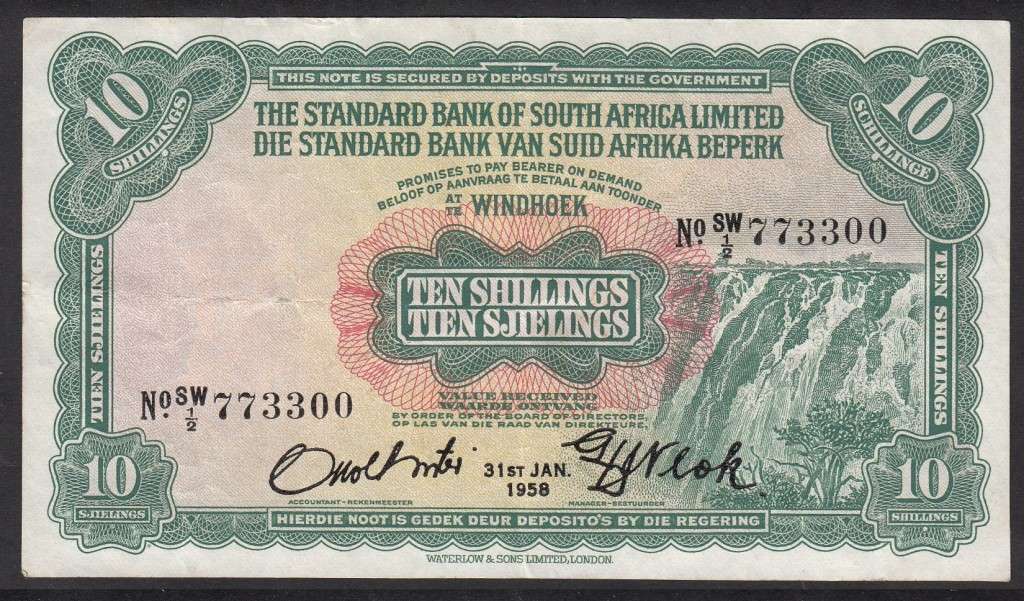 10
SHILLINGS
THIS NOTE IS SECURED BY DEPOSITS WITH THE GOVERNMENT
10
SCHILLINGE
THE STANDARD BANK OF SOUTH AFRICA LIMITED
DIE STANDARD BANK VAN SUID AFRIKA BEPERK
PROMISES TO PAY BEARER ON DEMAND
BELOOF OP AANVRAAG TE BETAAL AAN TOONDER
AT
TE WINDHOEK
No. SW 1/2 773300
TIEN SJIELINGS
TEN SHILLINGS
TIEN SJIELINGS
TEN SHILLINGS
No. SW 1/2 773300
VALUE RECEIVED
WAARDE ONTVANG
BY ORDER OF THE BOARD OF DIRECTORS,
OP LAS VAN DIE RAAD VAN DIREKTEURE,
31ST JAN.
1958
ACCOUNTANT-REKENMEESTER
MANAGER-BESTUURDER
10
SJIELINGS
HIERDIE NOOT IS GEDEK DEUR DEPOSITO'S BY DIE REGERING
10
SHILLINGS
WATERLOW & SONS LIMITED, LONDON.